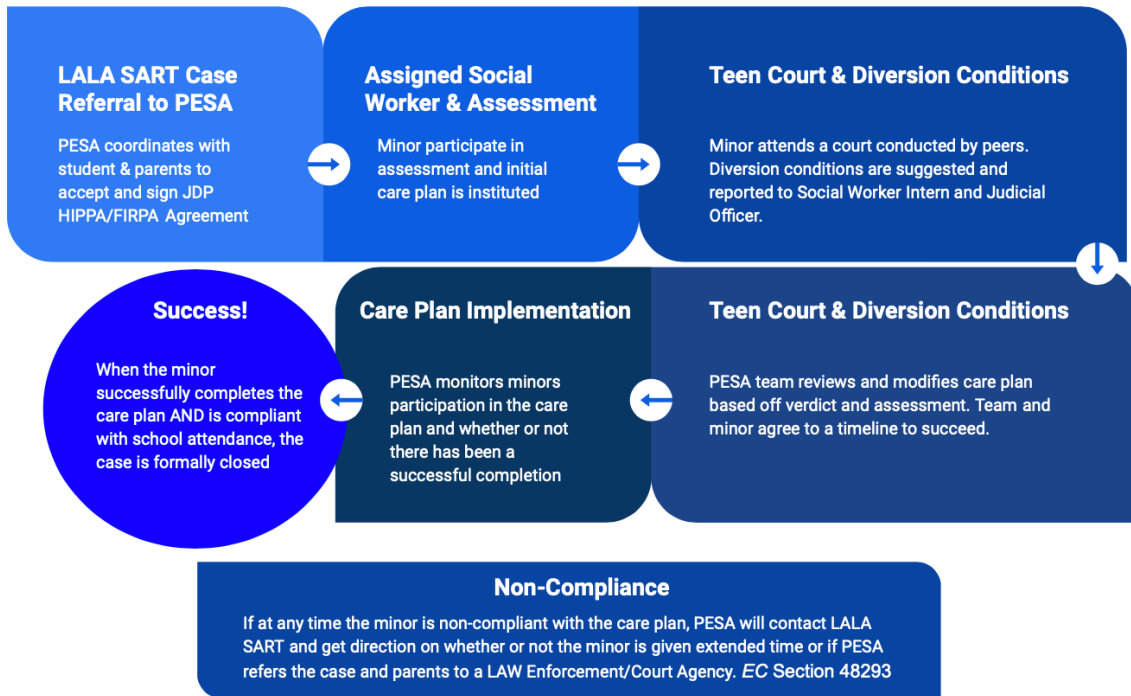 LALA SART Case
Referral to PESA
PESA coordinates with
student & parents to
accept and sign JDP
HIPPA/FIRPA Agreement
Assigned Social
Worker & Assessment
Minor participate in
assessment and initial
care plan is instituted
Teen Court & Diversion Conditions
Minor attends a court conducted by peers.
Diversion conditions are suggested and
reported to Social Worker Intern and Judicial
Officer.
Teen Court & Diversion Conditions
PESA team reviews and modifies care plan
based off verdict and assessment. Team and
minor agree to a timeline to succeed.
Care Plan Implementation
PESA monitors minors
participation in the care
plan and whether or not
there has been a
successful completion
Success!
When the minor
successfully completes the
care plan AND is compliant
with school attendance, the
case is formally closed
Non-Compliance
If at any time the minor is non-compliant with the care plan, PESA will contact LALA
SART and get direction on whether or not the minor is given extended time or if PESA
refers the case and parents to a LAW Enforcement/Court Agency. EC Section 48293